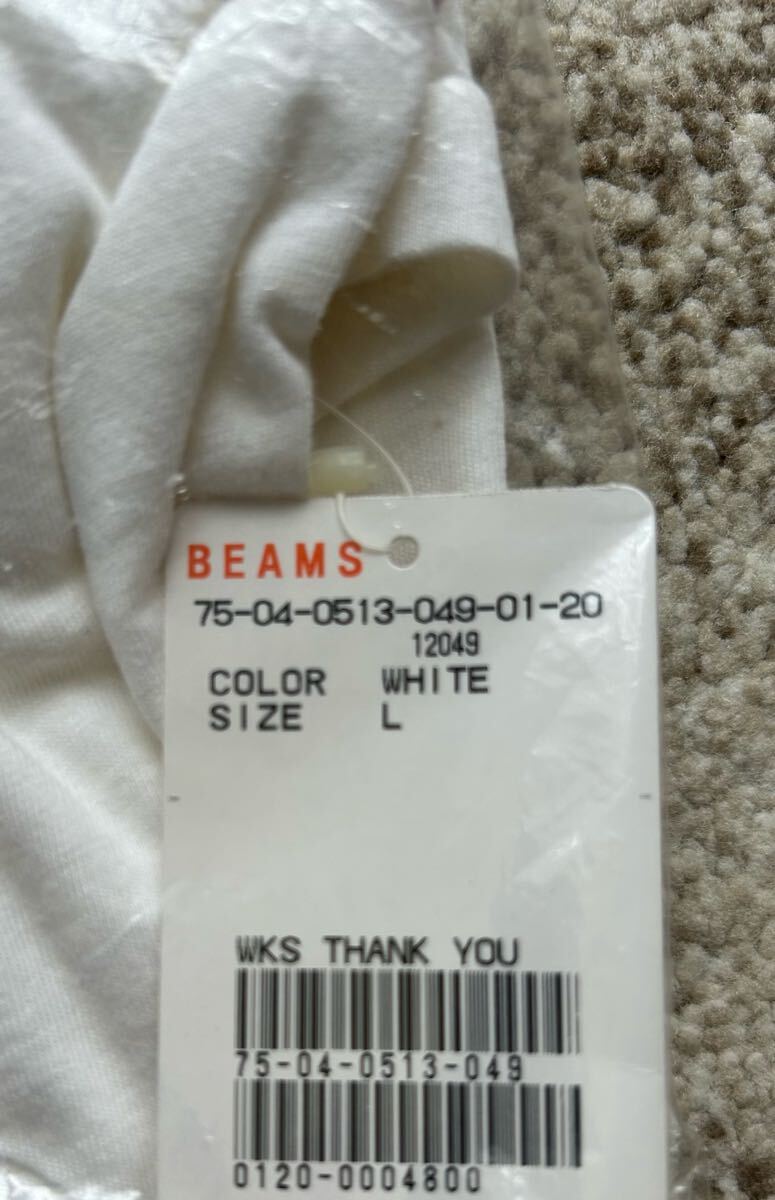 BEAMS
75-04-0513-049-01-20
12049
COLOR WHITE
SIZE L
WKS THANK YOU
75-04-0513-049
0120-0004800